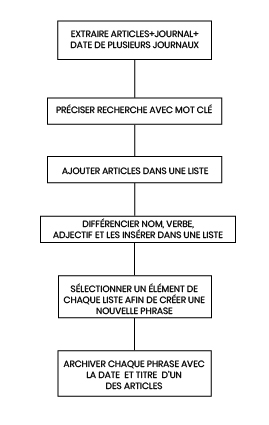 EXTRAIRE ARTICLES+JOURNAL+
DATE DE PLUSIEURS JOURNAUX
PRÉCISER RECHERCHE AVEC MOT CLÉ
AJOUTER ARTICLES DANS UNE LISTE
DIFFÉRENCIER NOM, VERBE,
ADJECTIF ET LES INSÉRER DANS UNE LISTE
SÉLECTIONNER UN ÉLÉMENT DE
CHAQUE LISTE AFIN DE CRÉER UNE
NOUVELLE PHRASE
ARCHIVER CHAQUE PHRASE AVEC
LA DATE ET TITRE D'UN
DES ARTICLES